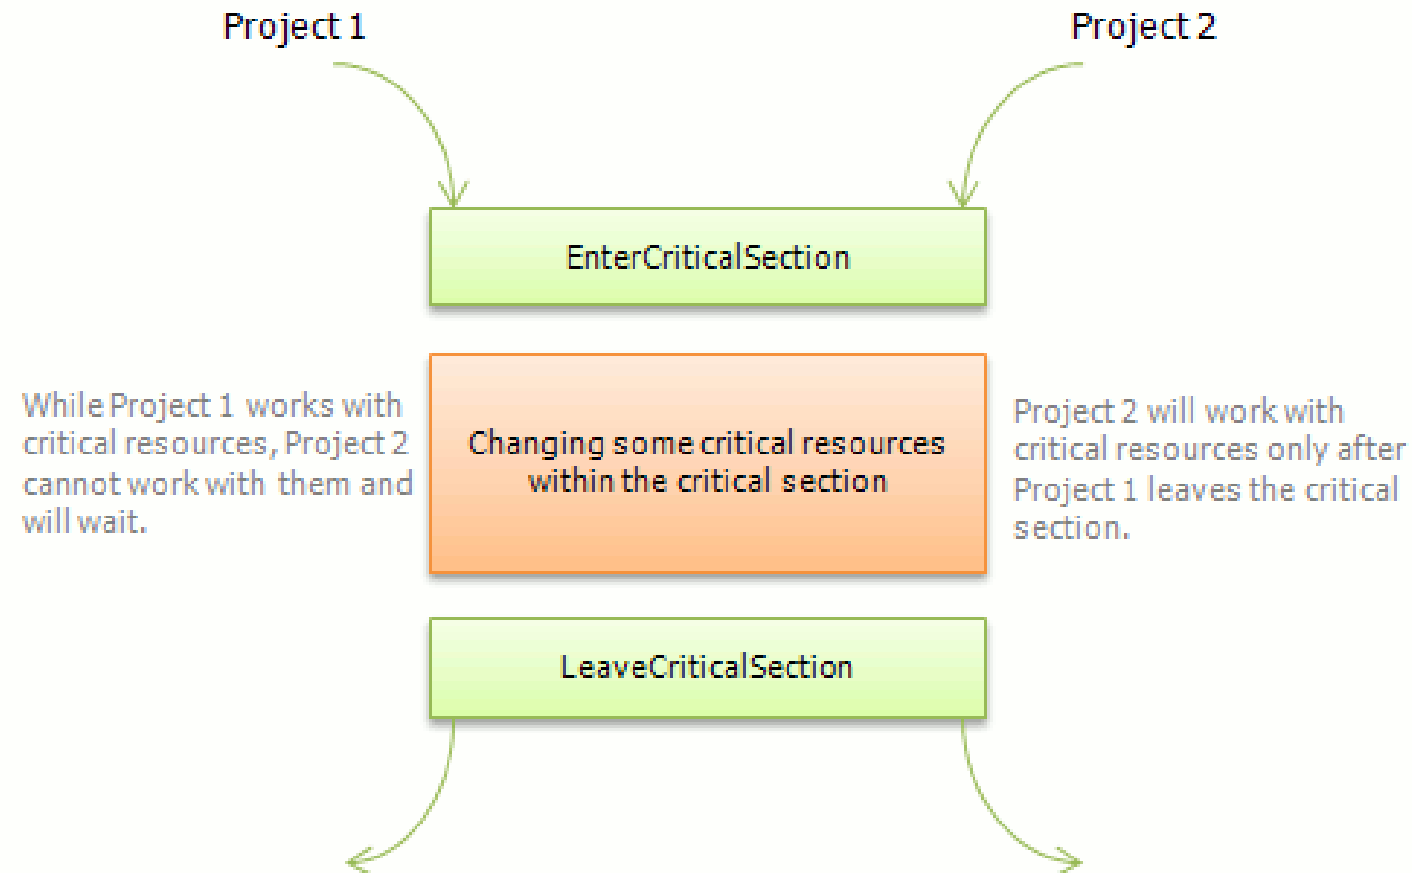 Project 1
Project 2
EnterCriticalSection
While Project 1 works with
critical resources, Project 2
cannot work with them and
will wait.
Changing some critical resources
within the critical section
Project 2 will work with
critical resources only after
Project 1 leaves the critical
section.
LeaveCriticalSection